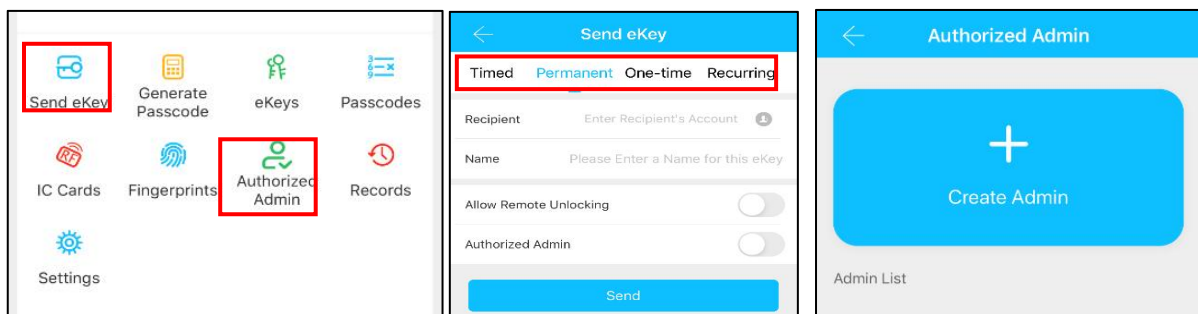 Send eKey
Generate
Passcode
eKeys
Passcodes
IC Cards
Fingerprints
Authorized
Admin
Records
Settings
Send eKey
Timed Permanent One-time Recurring
Recipient Enter Recipient's Account
Name Please Enter a Name for this eKey
Allow Remote Unlocking
Authorized Admin
Send
Authorized Admin
Create Admin
Admin List